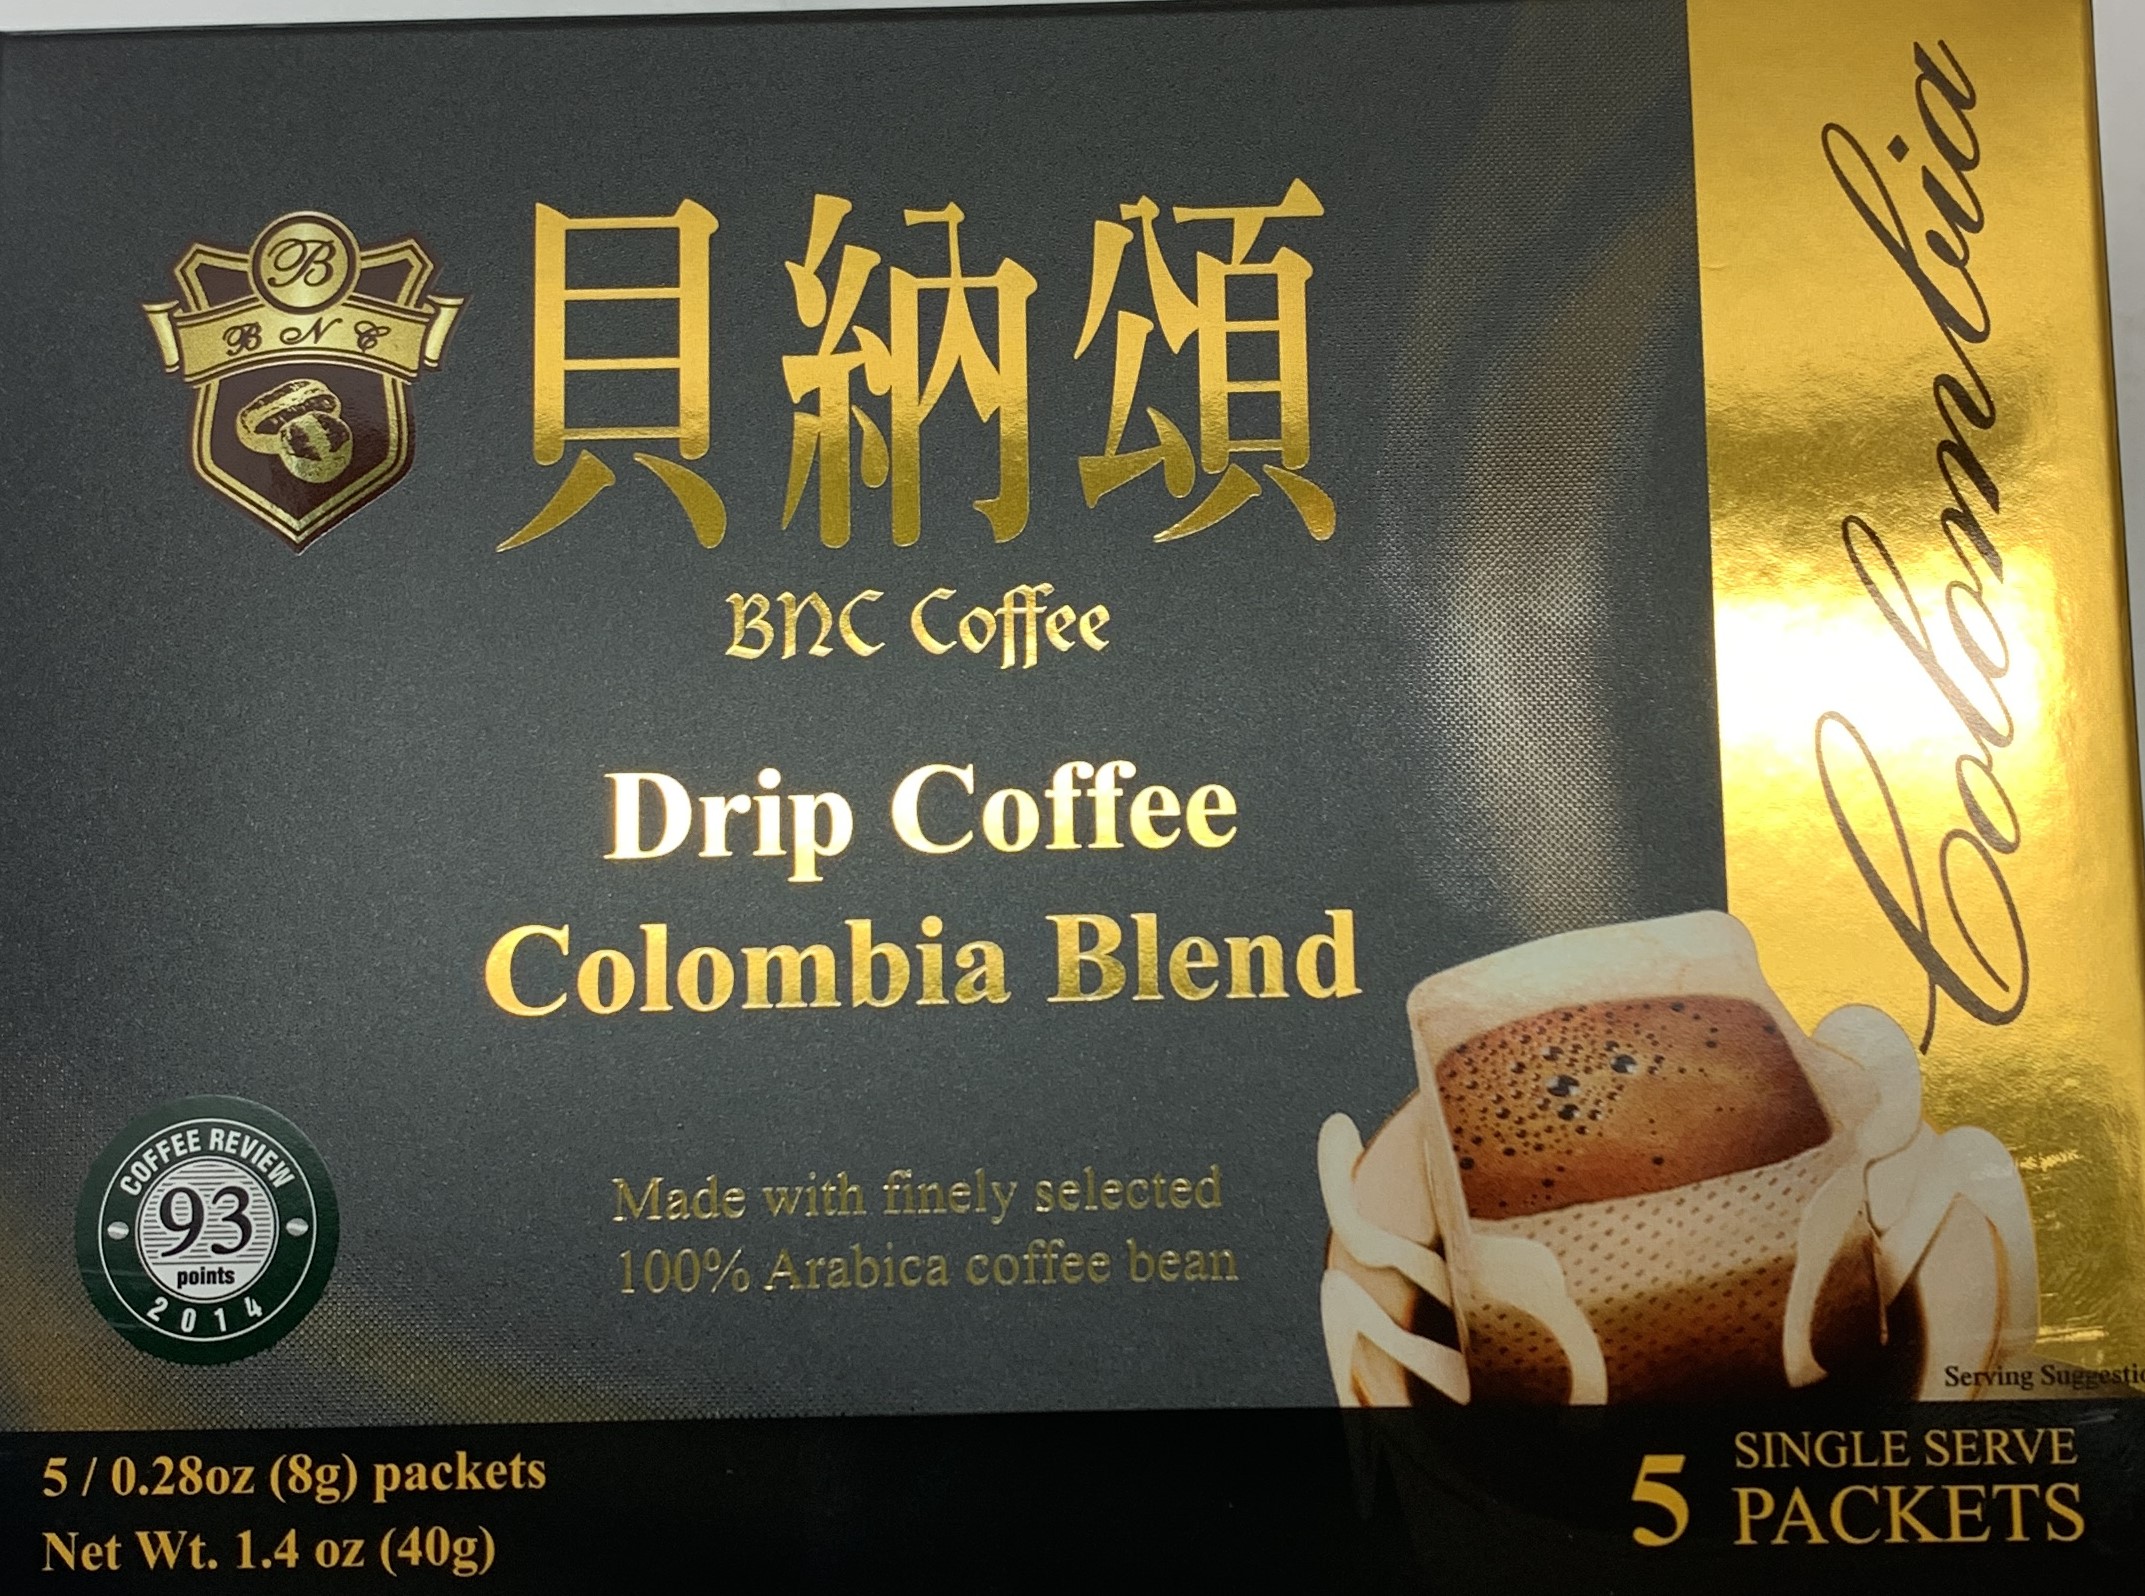 B
B N C
貝納頌
BNC Coffee
Drip Coffee
Colombia Blend
Made with finely selected
100% Arabica coffee bean
Colombia
COFFEE REVIEW
93
points
2014
Serving Suggestio
5 / 0.28oz (8g) packets
Net Wt. 1.4 oz (40g)
5 SINGLE SERVE
PACKETS